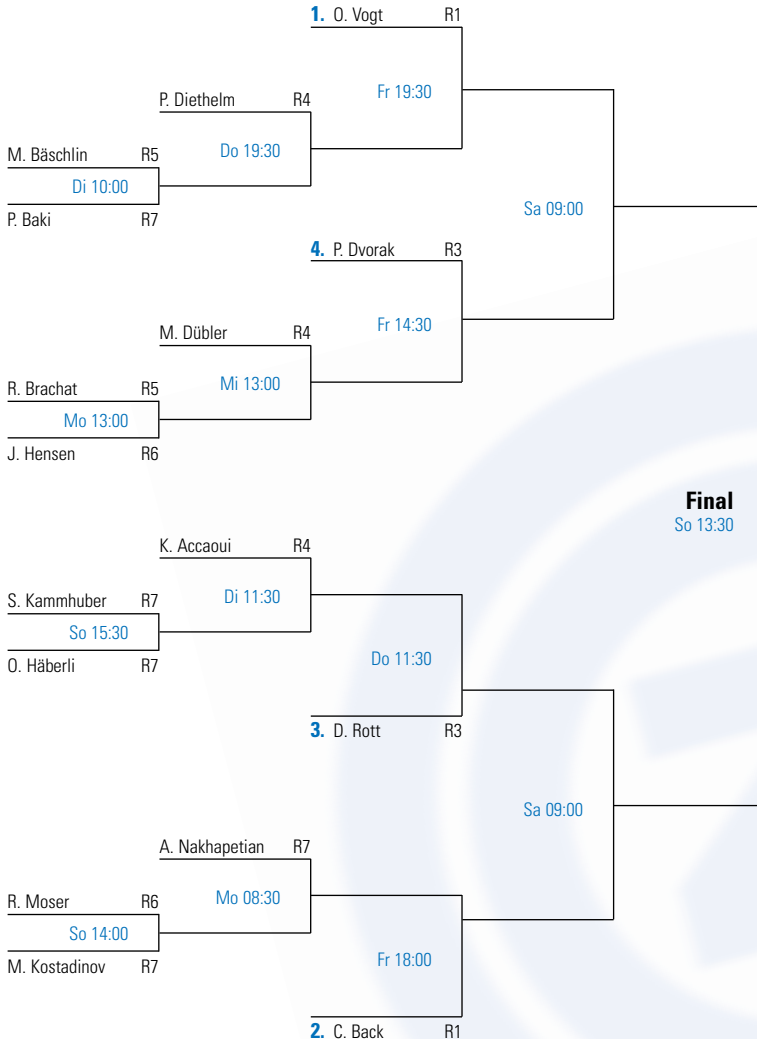 1. O. Vogt R1
Fr 19:30
P. Diethelm R4
Do 19:30
M. Bäschlin R5
Di 10:00
P. Baki R7
Sa 09:00
4. P. Dvorak R3
Fr 14:30
M. Dübler R4
Mi 13:00
R. Brachat R5
Mo 13:00
J. Hensen R6
Final
So 13:30
K. Accaoui R4
Di 11:30
S. Kammhuber R7
So 15:30
O. Häberli R7
Do 11:30
3. D. Rott R3
Sa 09:00
A. Nakhapetian R7
Mo 08:30
R. Moser R6
So 14:00
M. Kostadinov R7
Fr 18:00
2. C. Back R1